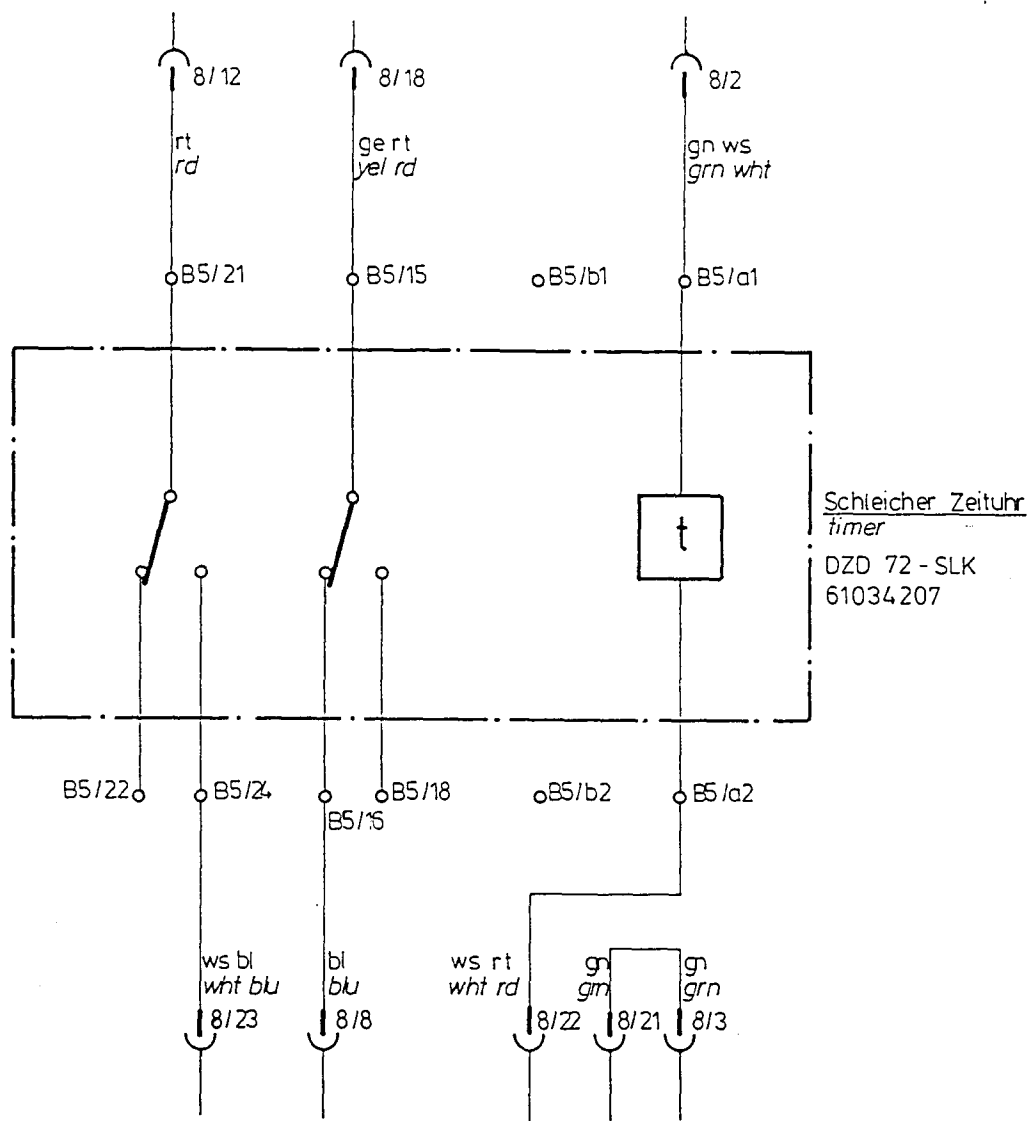 8/12
8/18
8/2
rt
rd
ge rt
yel rd
gn ws
grn wht
B5/21
B5/15
B5/b1
B5/a1
t
Schleicher Zeituhr
timer
DZD 72 - SLK
61034207
B5/22
B5/24
B5/16
B5/18
B5/b2
B5/a2
ws bl
wht blu
bl
blu
ws rt
wht rd
gn
grn
gn
grn
8/23
8/8
8/22
8/21
8/3